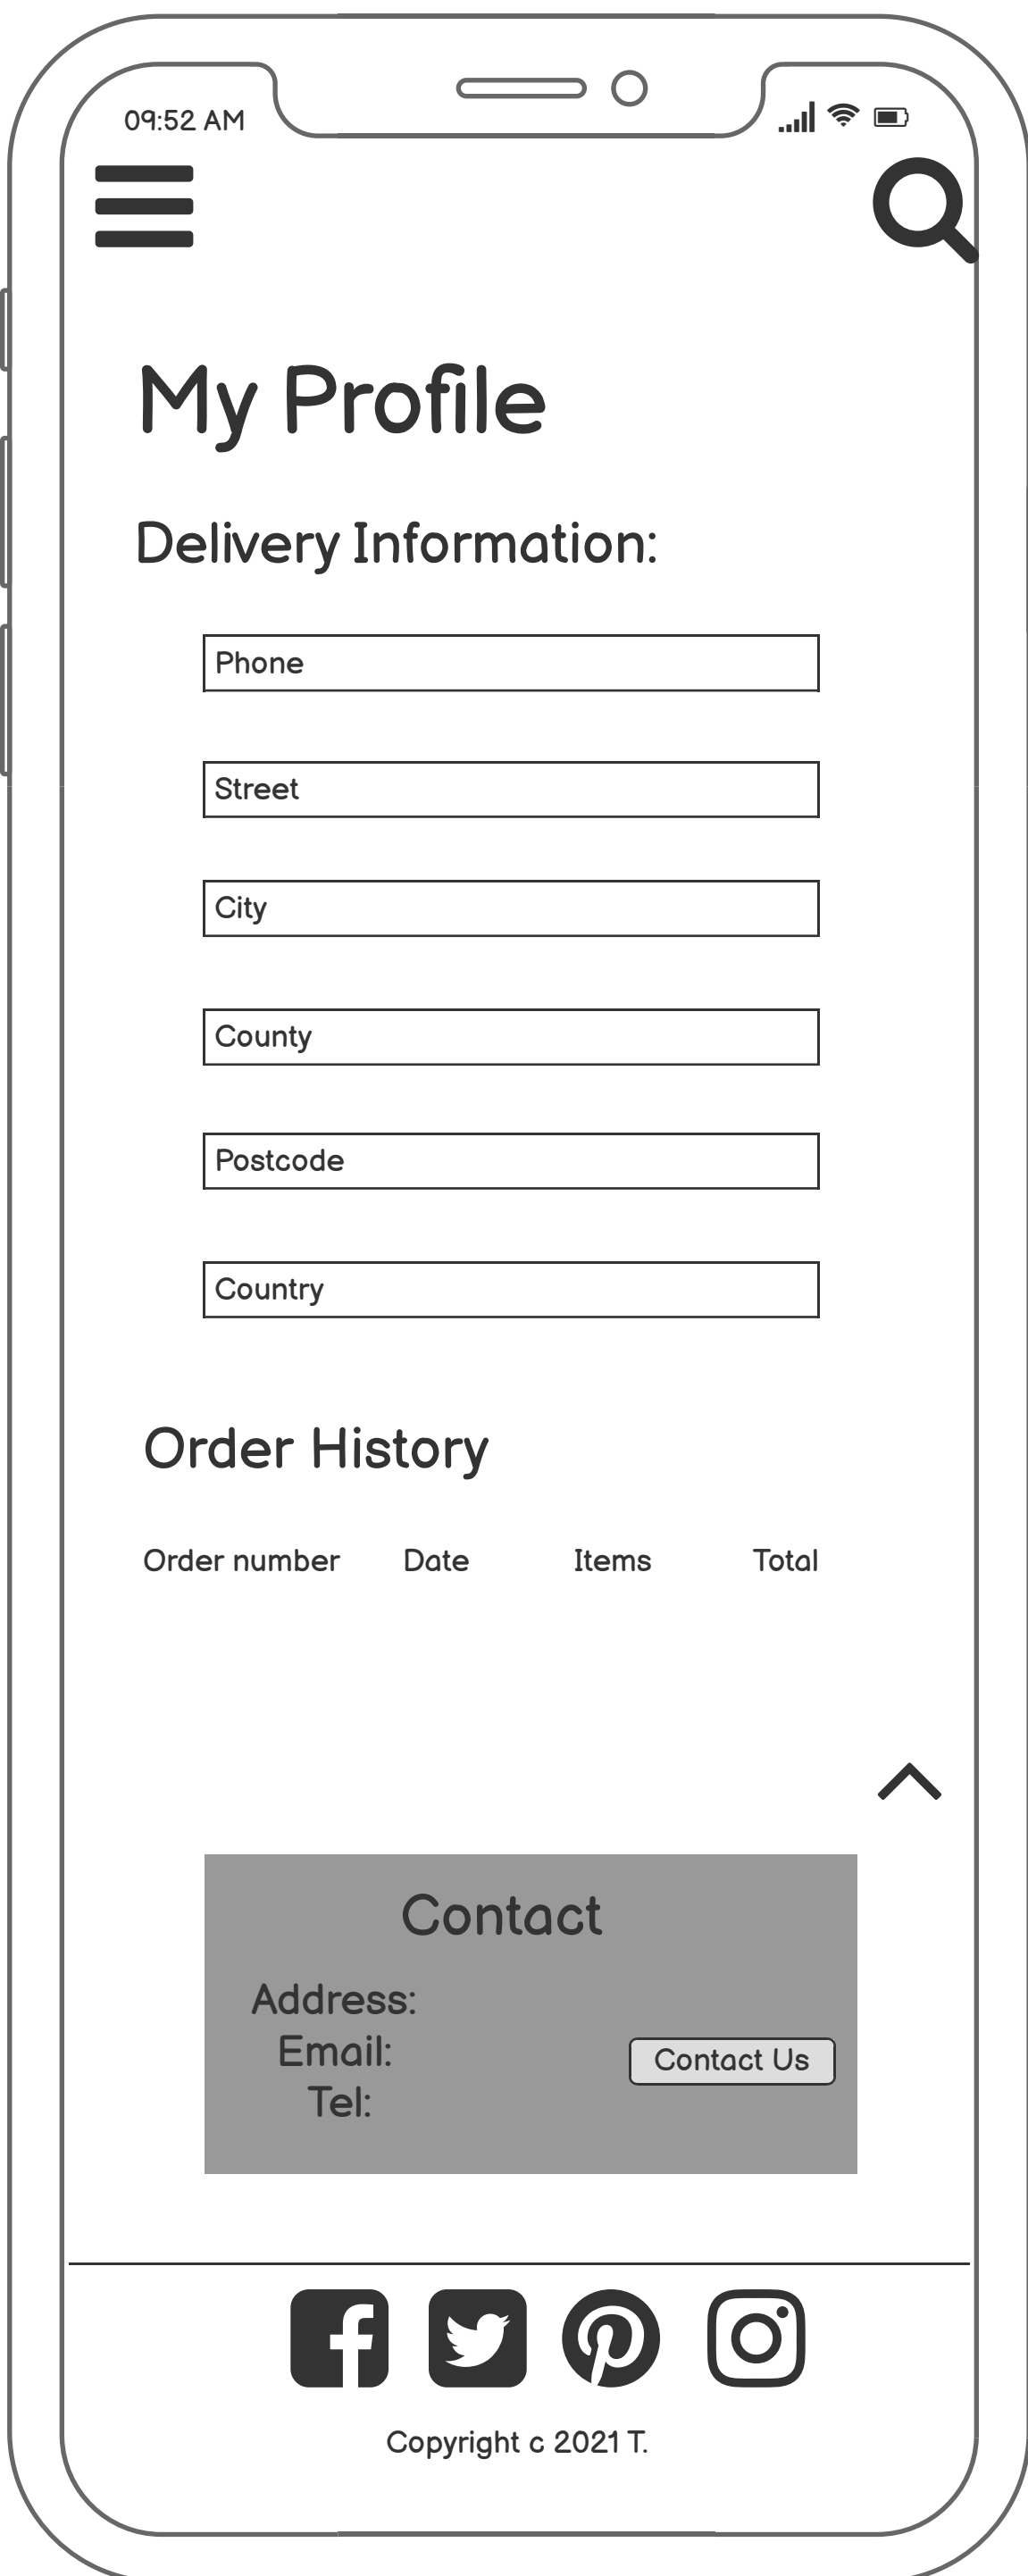 09:52 AM
My Profile
Delivery Information:
Phone
Street
City
County
Postcode
Country
Order History
Order number Date Items Total
Contact
Address:
Email:
Contact Us
Tel:
Copyright c 2021 T.